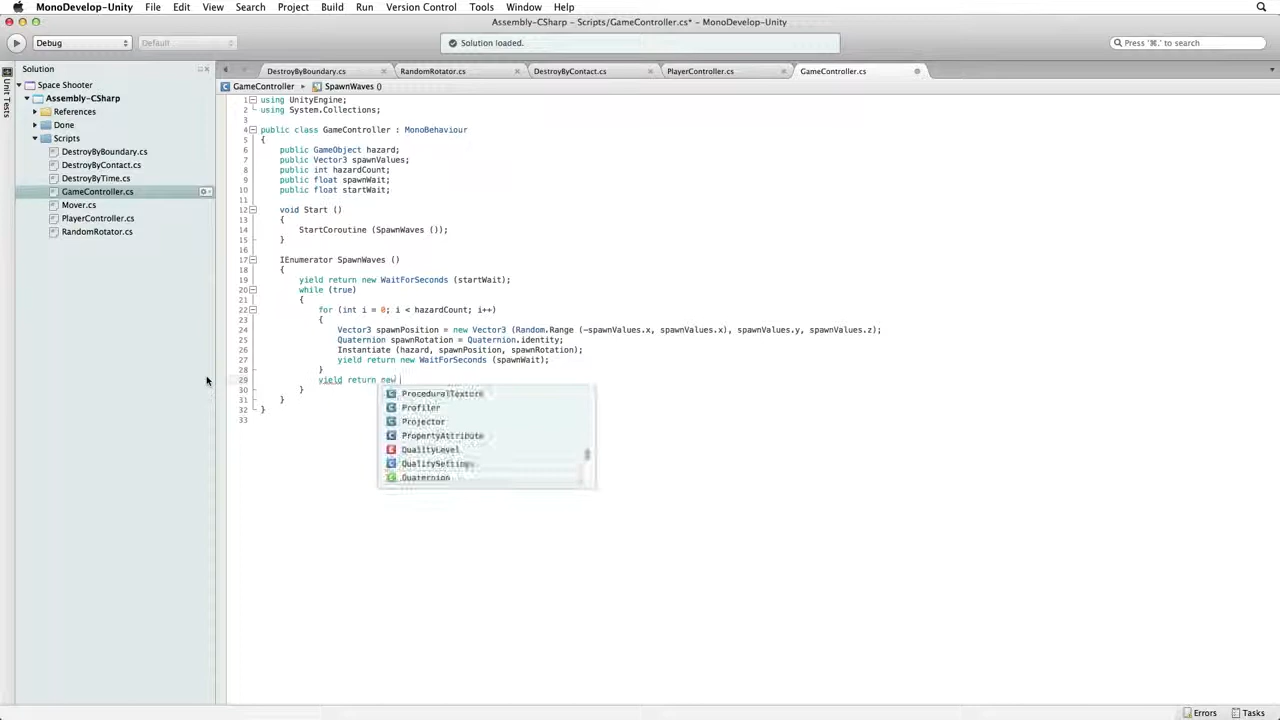 MonoDevelop-Unity File Edit View Search Project Build Run Version Control Tools Window Help
Assembly-CSharp – Scripts/GameController.cs* – MonoDevelop-Unity
Debug Default Solution loaded. Press '⌘.' to search
Solution
Unit Tests
Space Shooter
Assembly-CSharp
References
Done
Scripts
DestroyByBoundary.cs
DestroyByContact.cs
DestroyByTime.cs
GameController.cs
Mover.cs
PlayerController.cs
RandomRotator.cs
DestroyByBoundary.cs RandomRotator.cs DestroyByContact.cs PlayerController.cs GameController.cs
GameController SpawnWaves ()
1 using UnityEngine;
2 using System.Collections;
3
4 public class GameController : MonoBehaviour
5 {
6 public GameObject hazard;
7 public Vector3 spawnValues;
8 public int hazardCount;
9 public float spawnWait;
10 public float startWait;
11
12 void Start ()
13 {
14 StartCoroutine (SpawnWaves ());
15 }
16
17 IEnumerator SpawnWaves ()
18 {
19 yield return new WaitForSeconds (startWait);
20 while (true)
21 {
22 for (int i = 0; i < hazardCount; i++)
23 {
24 Vector3 spawnPosition = new Vector3 (Random.Range (-spawnValues.x, spawnValues.x), spawnValues.y, spawnValues.z);
25 Quaternion spawnRotation = Quaternion.identity;
26 Instantiate (hazard, spawnPosition, spawnRotation);
27 yield return new WaitForSeconds (spawnWait);
28 }
29 yield return new
30 }
31 }
32 }
33
ProceduralTexture
Profiler
Projector
PropertyAttribute
QualityLevel
QualitySettings
Quaternion
Errors Tasks